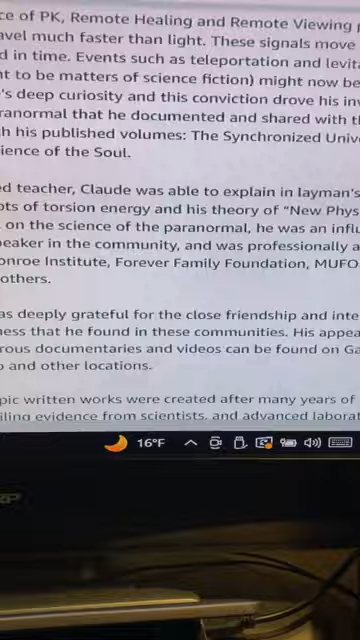 ce of PK, Remote Healing and Remote Viewing
avel much faster than light. These signals move
d in time. Events such as teleportation and levit
ht to be matters of science fiction) might now be
's deep curiosity and this conviction drove his in
ranormal that he documented and shared with t
h his published volumes: The Synchronized Univ
ience of the Soul.
ed teacher, Claude was able to explain in layman's
pts of torsion energy and his theory of "New Phys
on the science of the paranormal, he was an influ
peaker in the community, and was professionally a
onroe Institute, Forever Family Foundation, MUFO
others.
as deeply grateful for the close friendship and inte
ness that he found in these communities. His appea
rous documentaries and videos can be found on Ga
o and other locations.
pic written works were created after many years of
iling evidence from scientists, and advanced laborat
16°F